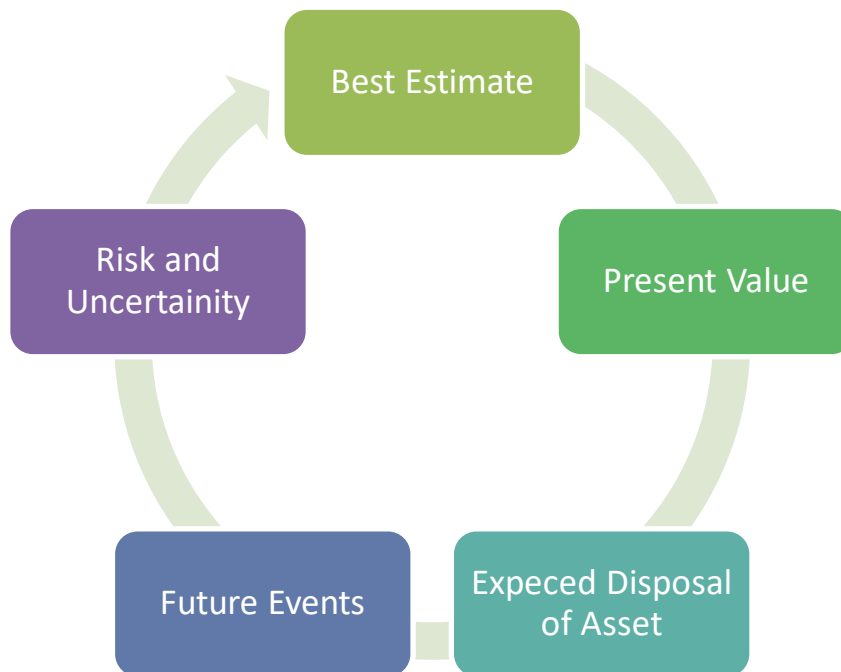 Best Estimate
Present Value
Expeced Disposal
of Asset
Future Events
Risk and
Uncertainity